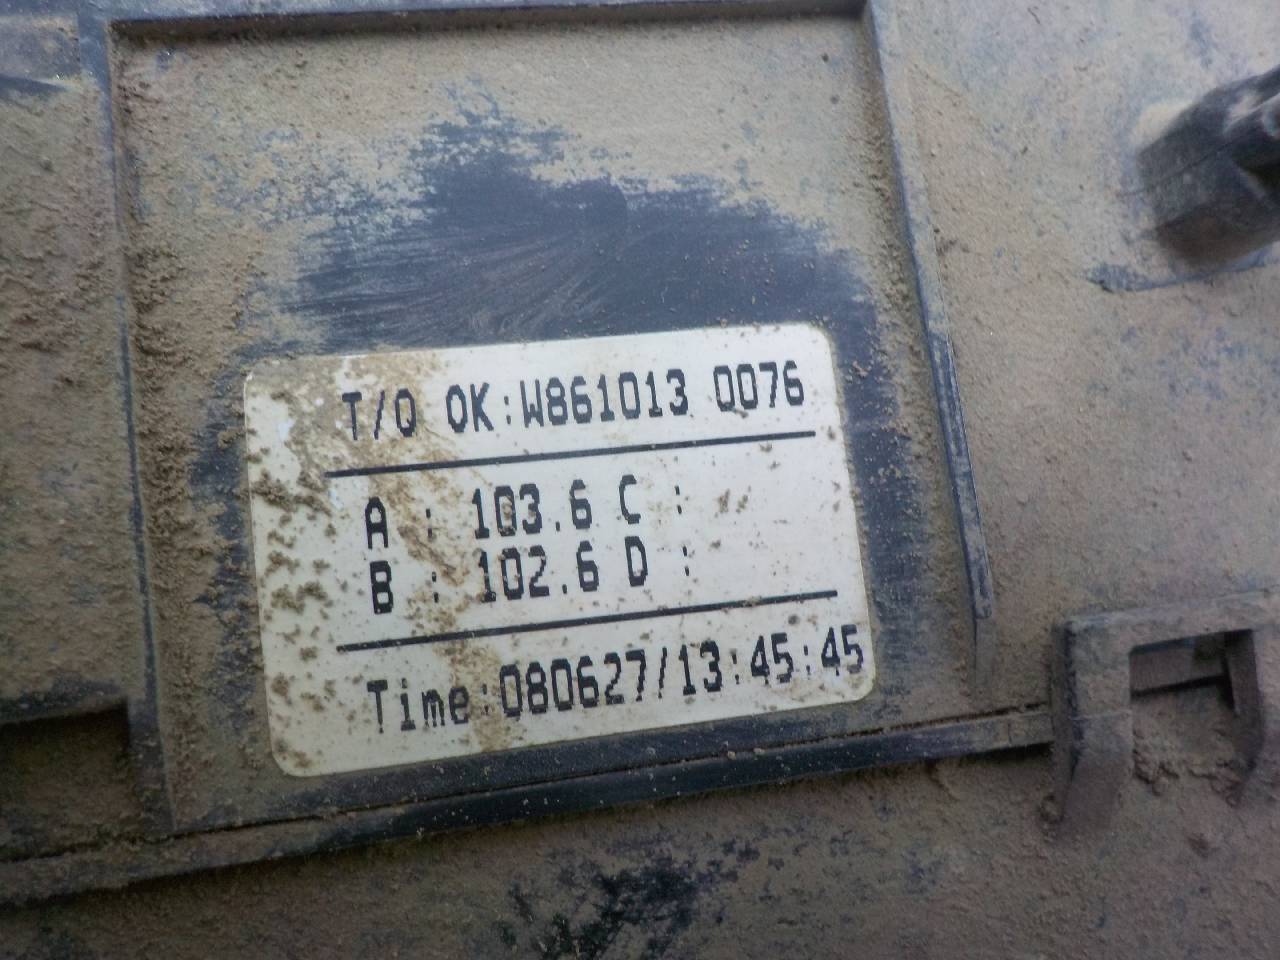 T/Q OK:W861013 0076
A : 103.6 C :
B : 102.6 D :
Time:080627/13:45:45